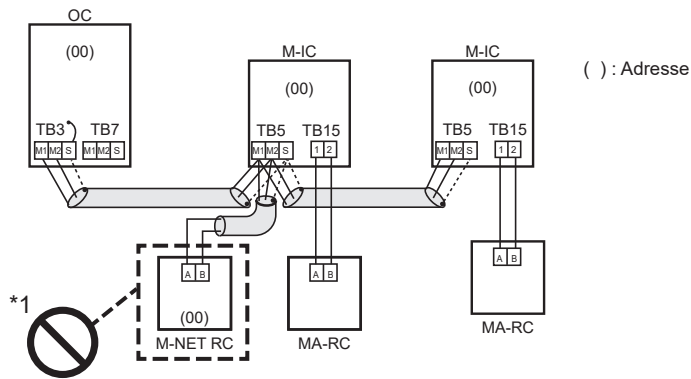 OC
(00)
TB3 TB7
M1 M2 S M1 M2 S
M-IC
(00)
TB5 TB15
M1 M2 S 1 2
M-IC
(00)
TB5 TB15
M1 M2 S 1 2
( ) : Adresse
*1
A B
(00)
M-NET RC
A B
MA-RC
A B
MA-RC